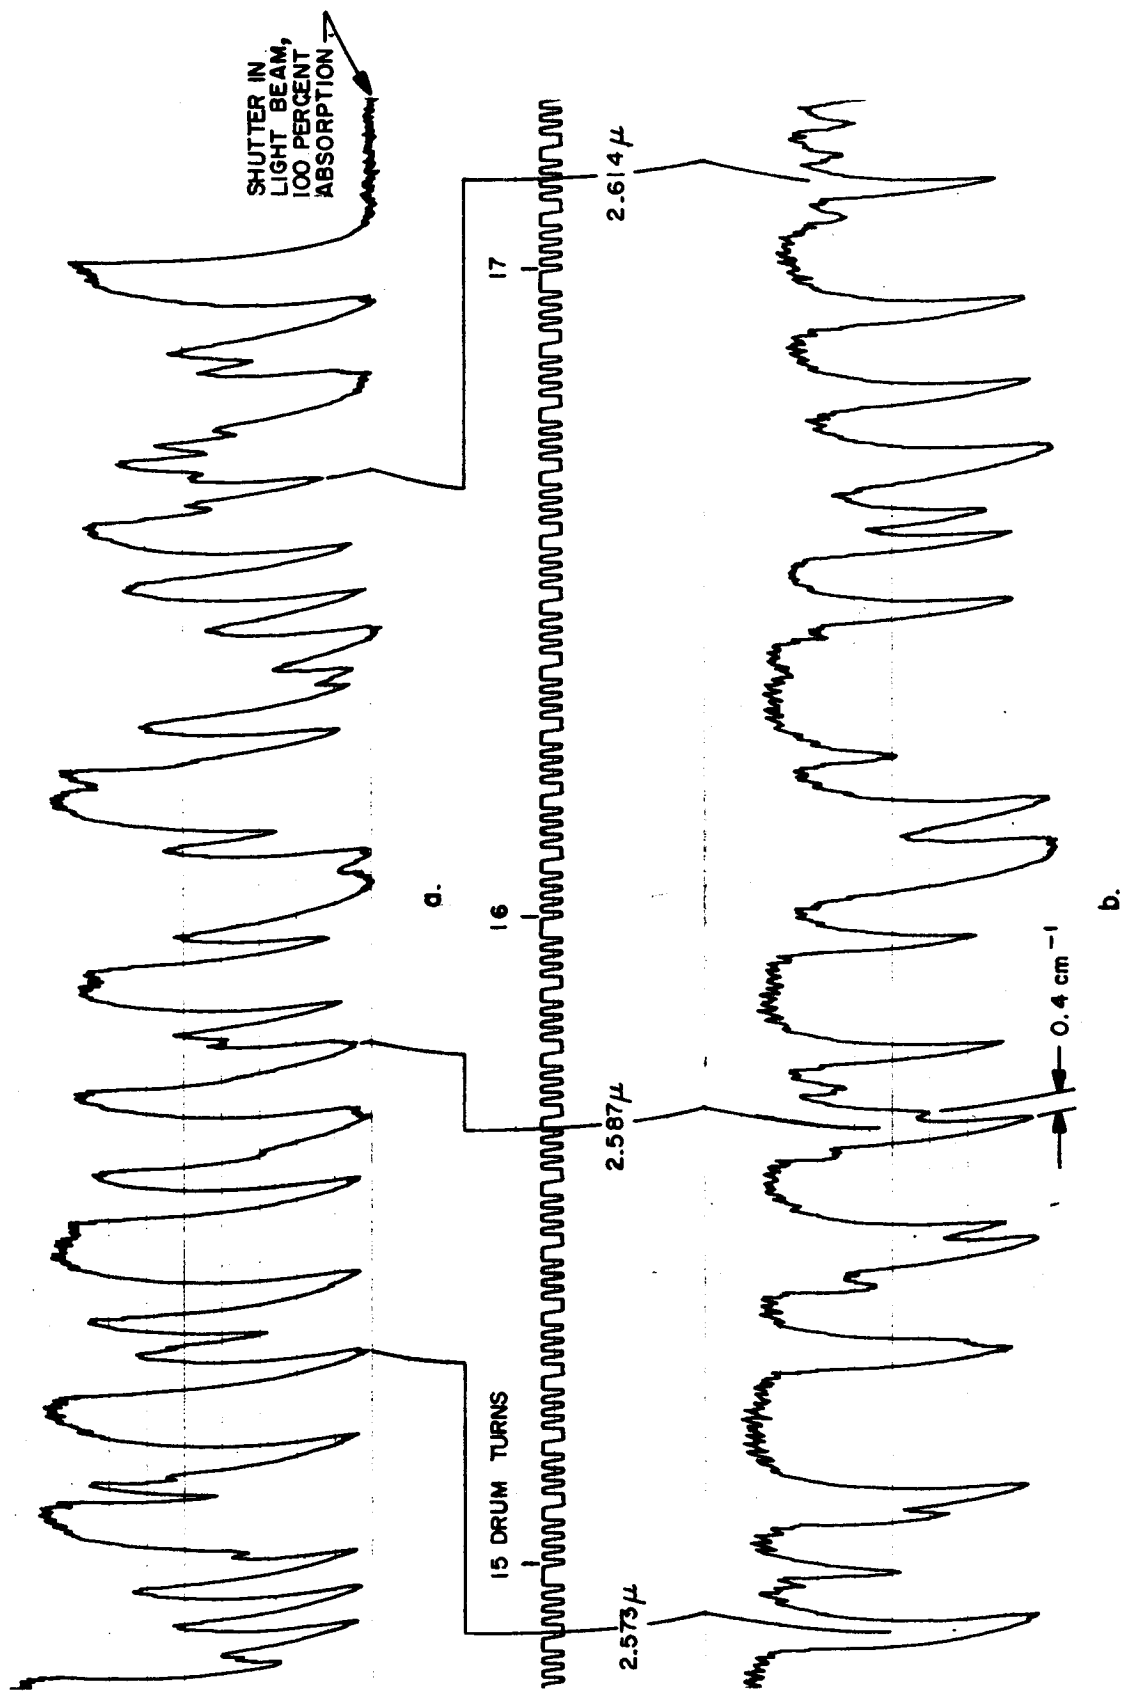 SHUTTER IN
LIGHT BEAM,
100 PERCENT
ABSORPTION
a.
15 DRUM TURNS
16
17
2.573μ
2.587μ
2.614μ
0.4 cm⁻¹
b.